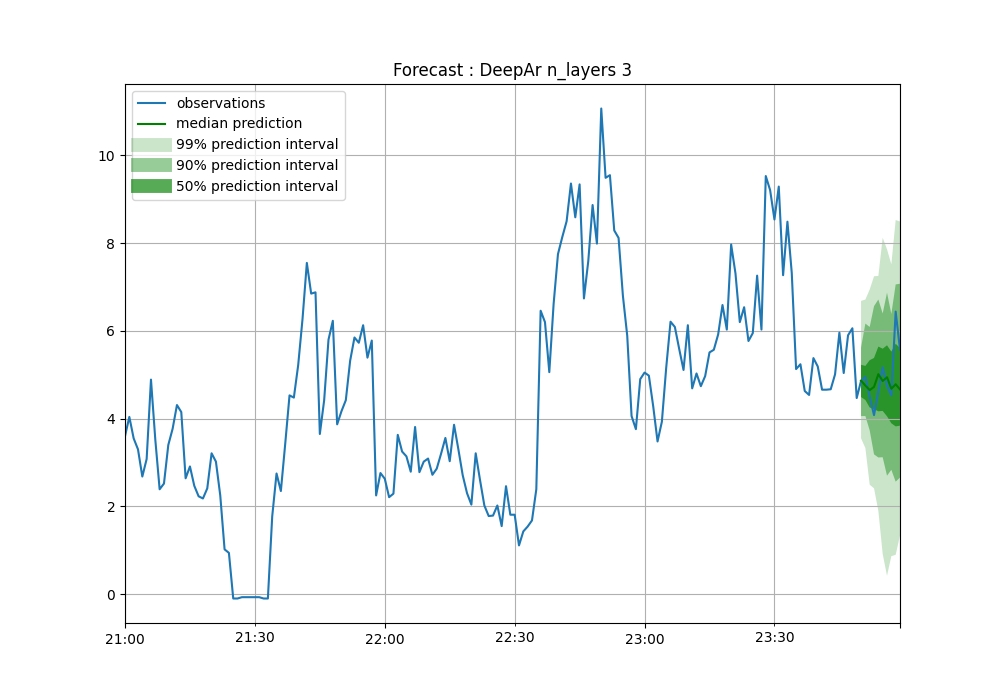 Forecast : DeepAr n_layers 3
observations
median prediction
99% prediction interval
90% prediction interval
50% prediction interval
10
8
6
4
2
0
21:00 21:30 22:00 22:30 23:00 23:30